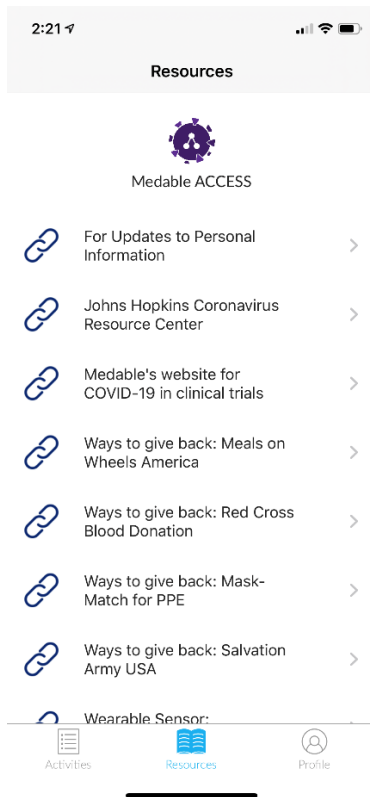 2:21
Resources
Medable ACCESS
For Updates to Personal
Information
Johns Hopkins Coronavirus
Resource Center
Medable's website for
COVID-19 in clinical trials
Ways to give back: Meals on
Wheels America
Ways to give back: Red Cross
Blood Donation
Ways to give back: Mask-
Match for PPE
Ways to give back: Salvation
Army USA
Wearable Sensor:
Activities
Resources
Profile